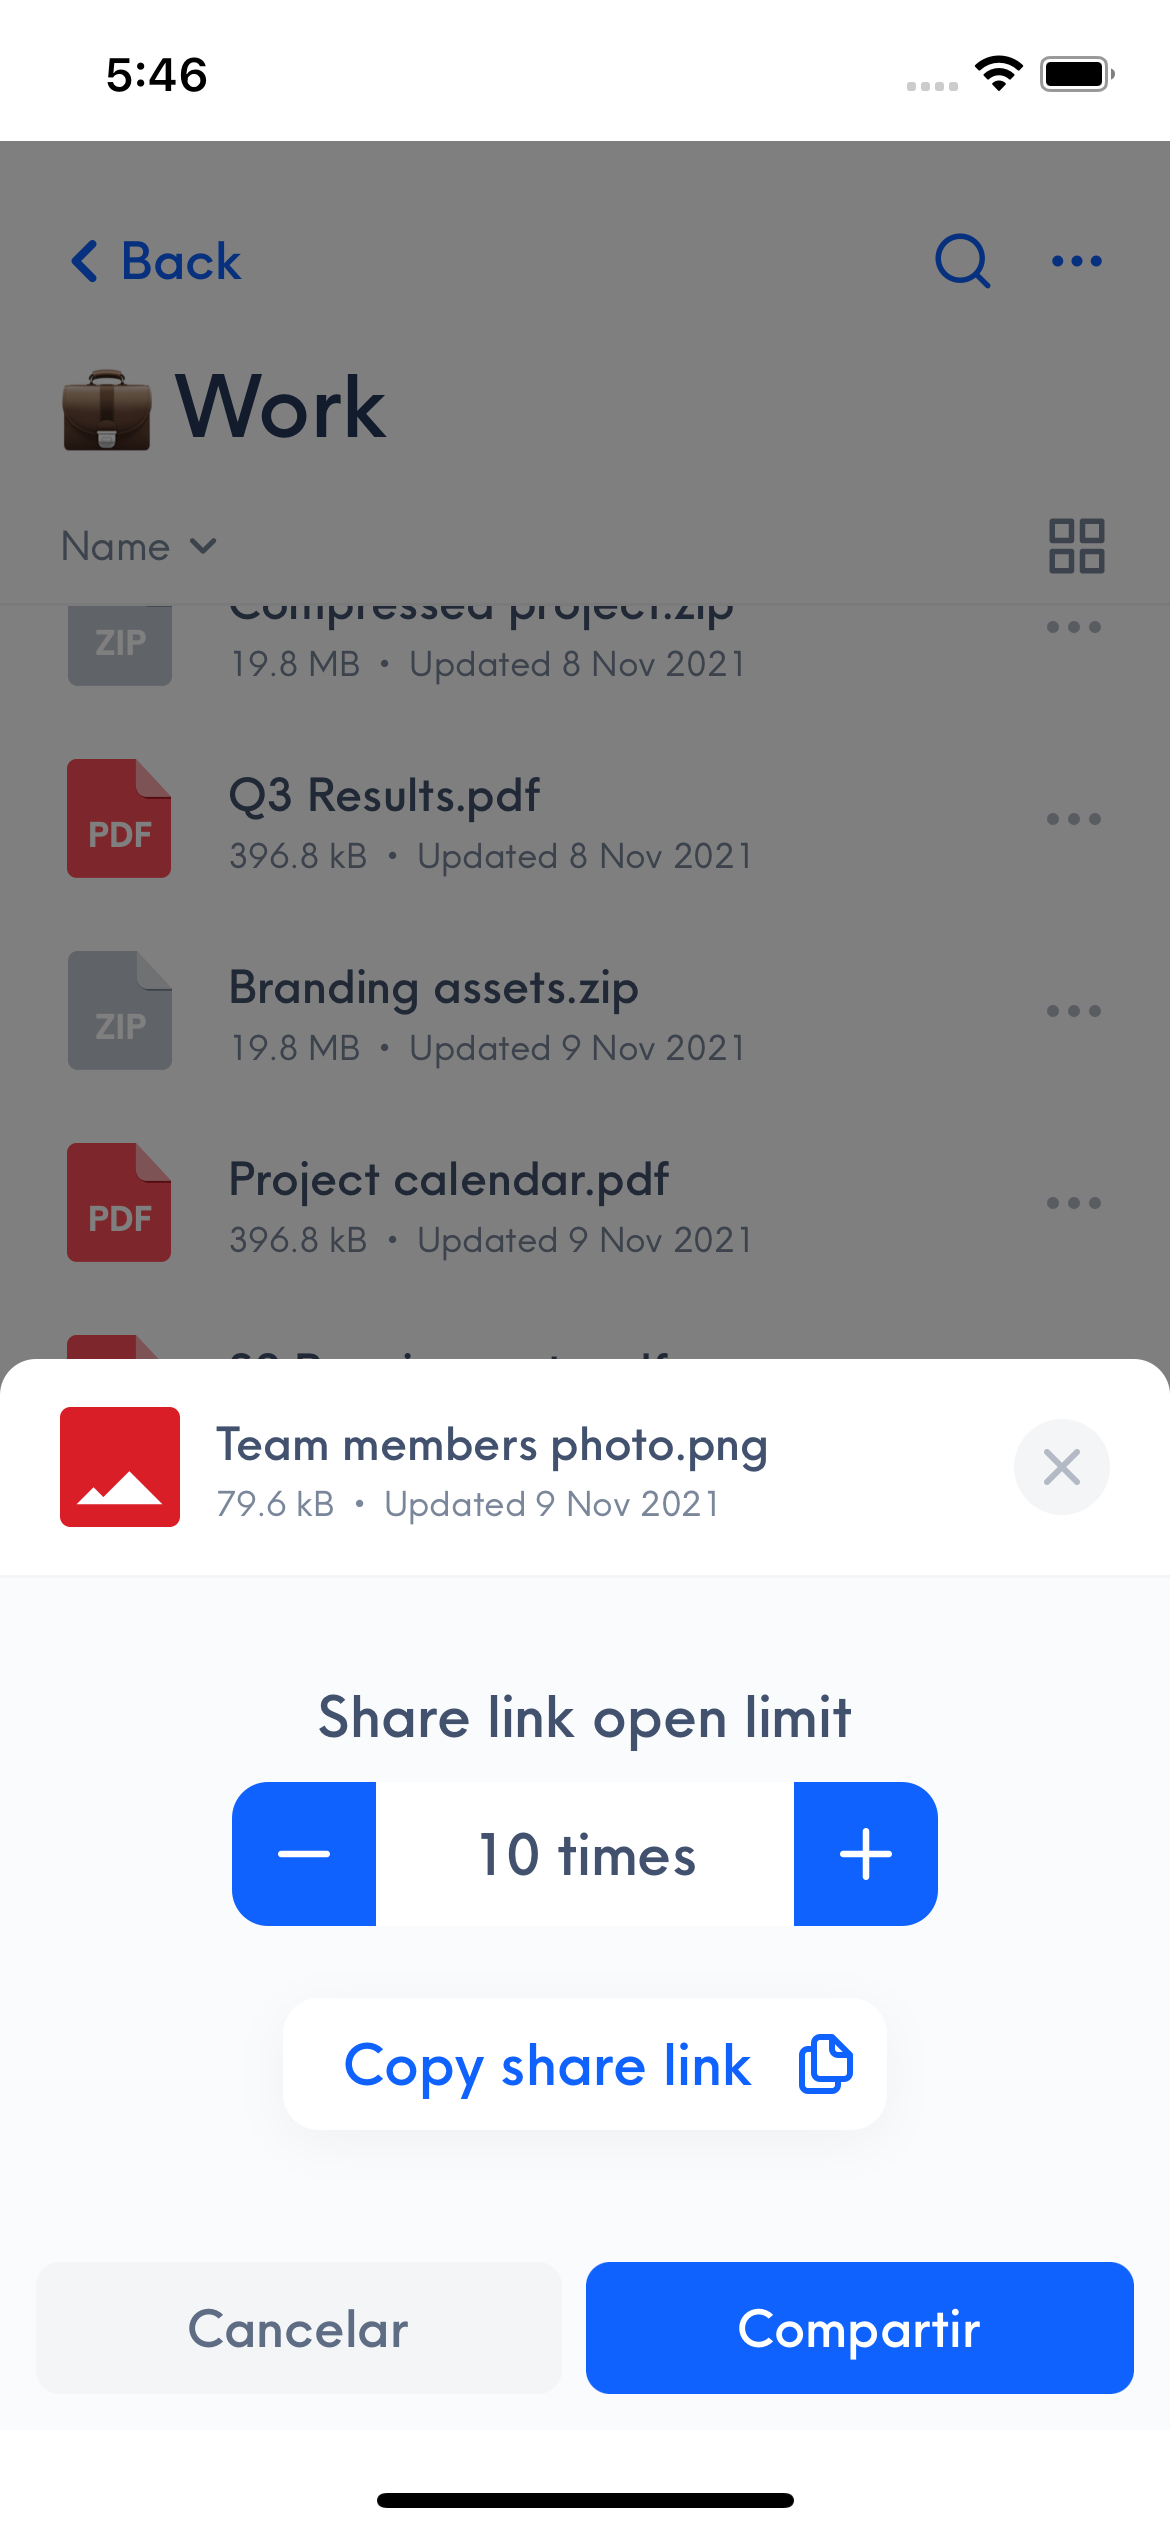 5:46
Back
Work
Name
ZIP
Compressed project.zip
19.8 MB • Updated 8 Nov 2021
PDF
Q3 Results.pdf
396.8 kB • Updated 8 Nov 2021
ZIP
Branding assets.zip
19.8 MB • Updated 9 Nov 2021
PDF
Project calendar.pdf
396.8 kB • Updated 9 Nov 2021
Team members photo.png
79.6 kB • Updated 9 Nov 2021
Share link open limit
10 times
Copy share link
Cancelar
Compartir